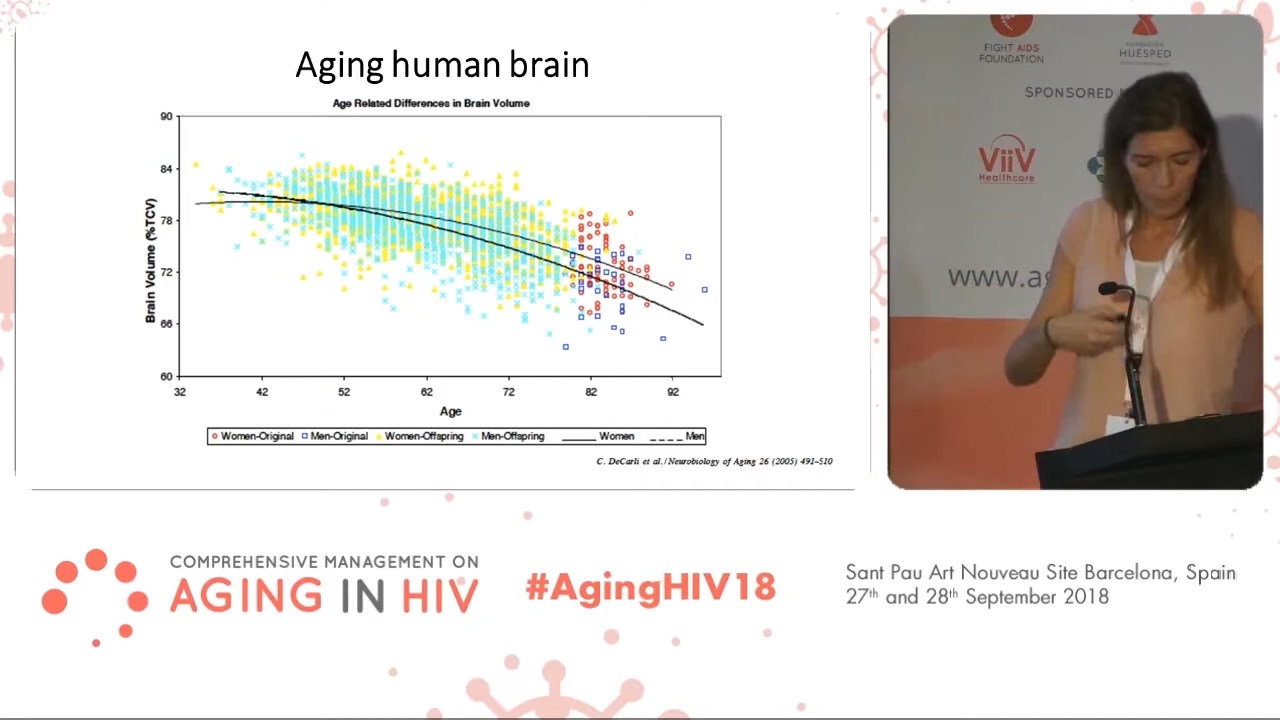 Aging human brain
Age Related Differences in Brain Volume
Brain Volume (%TCV)
90
84
78
72
66
60
32 42 52 62 72 82 92
Age
Women-Original Men-Original Women-Offspring Men-Offspring Women Men
C. DeCarli et al. / Neurobiology of Aging 26 (2005) 491–510
FIGHT AIDS
FOUNDATION
FUNDACIÓN
HUÉSPED
SPONSORED
ViiV
Healthcare
www.ag
COMPREHENSIVE MANAGEMENT ON
AGING IN HIV
#AgingHIV18
Sant Pau Art Nouveau Site Barcelona, Spain
27th and 28th September 2018